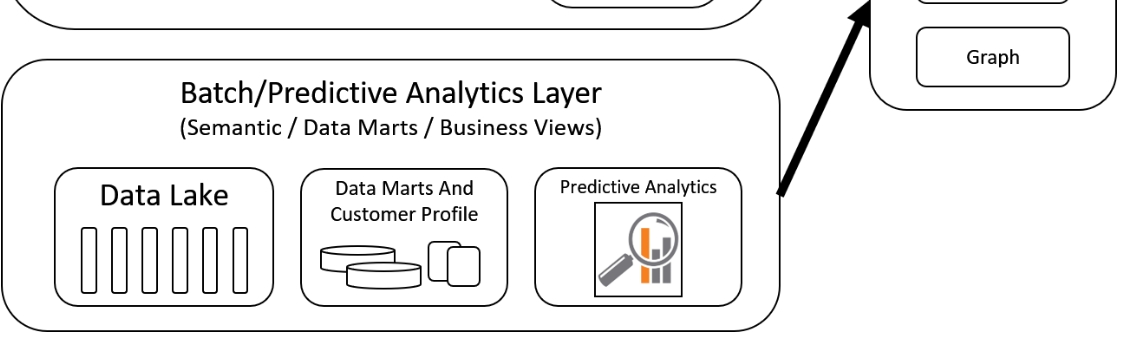 Graph
Batch/Predictive Analytics Layer
(Semantic / Data Marts / Business Views)
Data Lake
Data Marts And
Customer Profile
Predictive Analytics